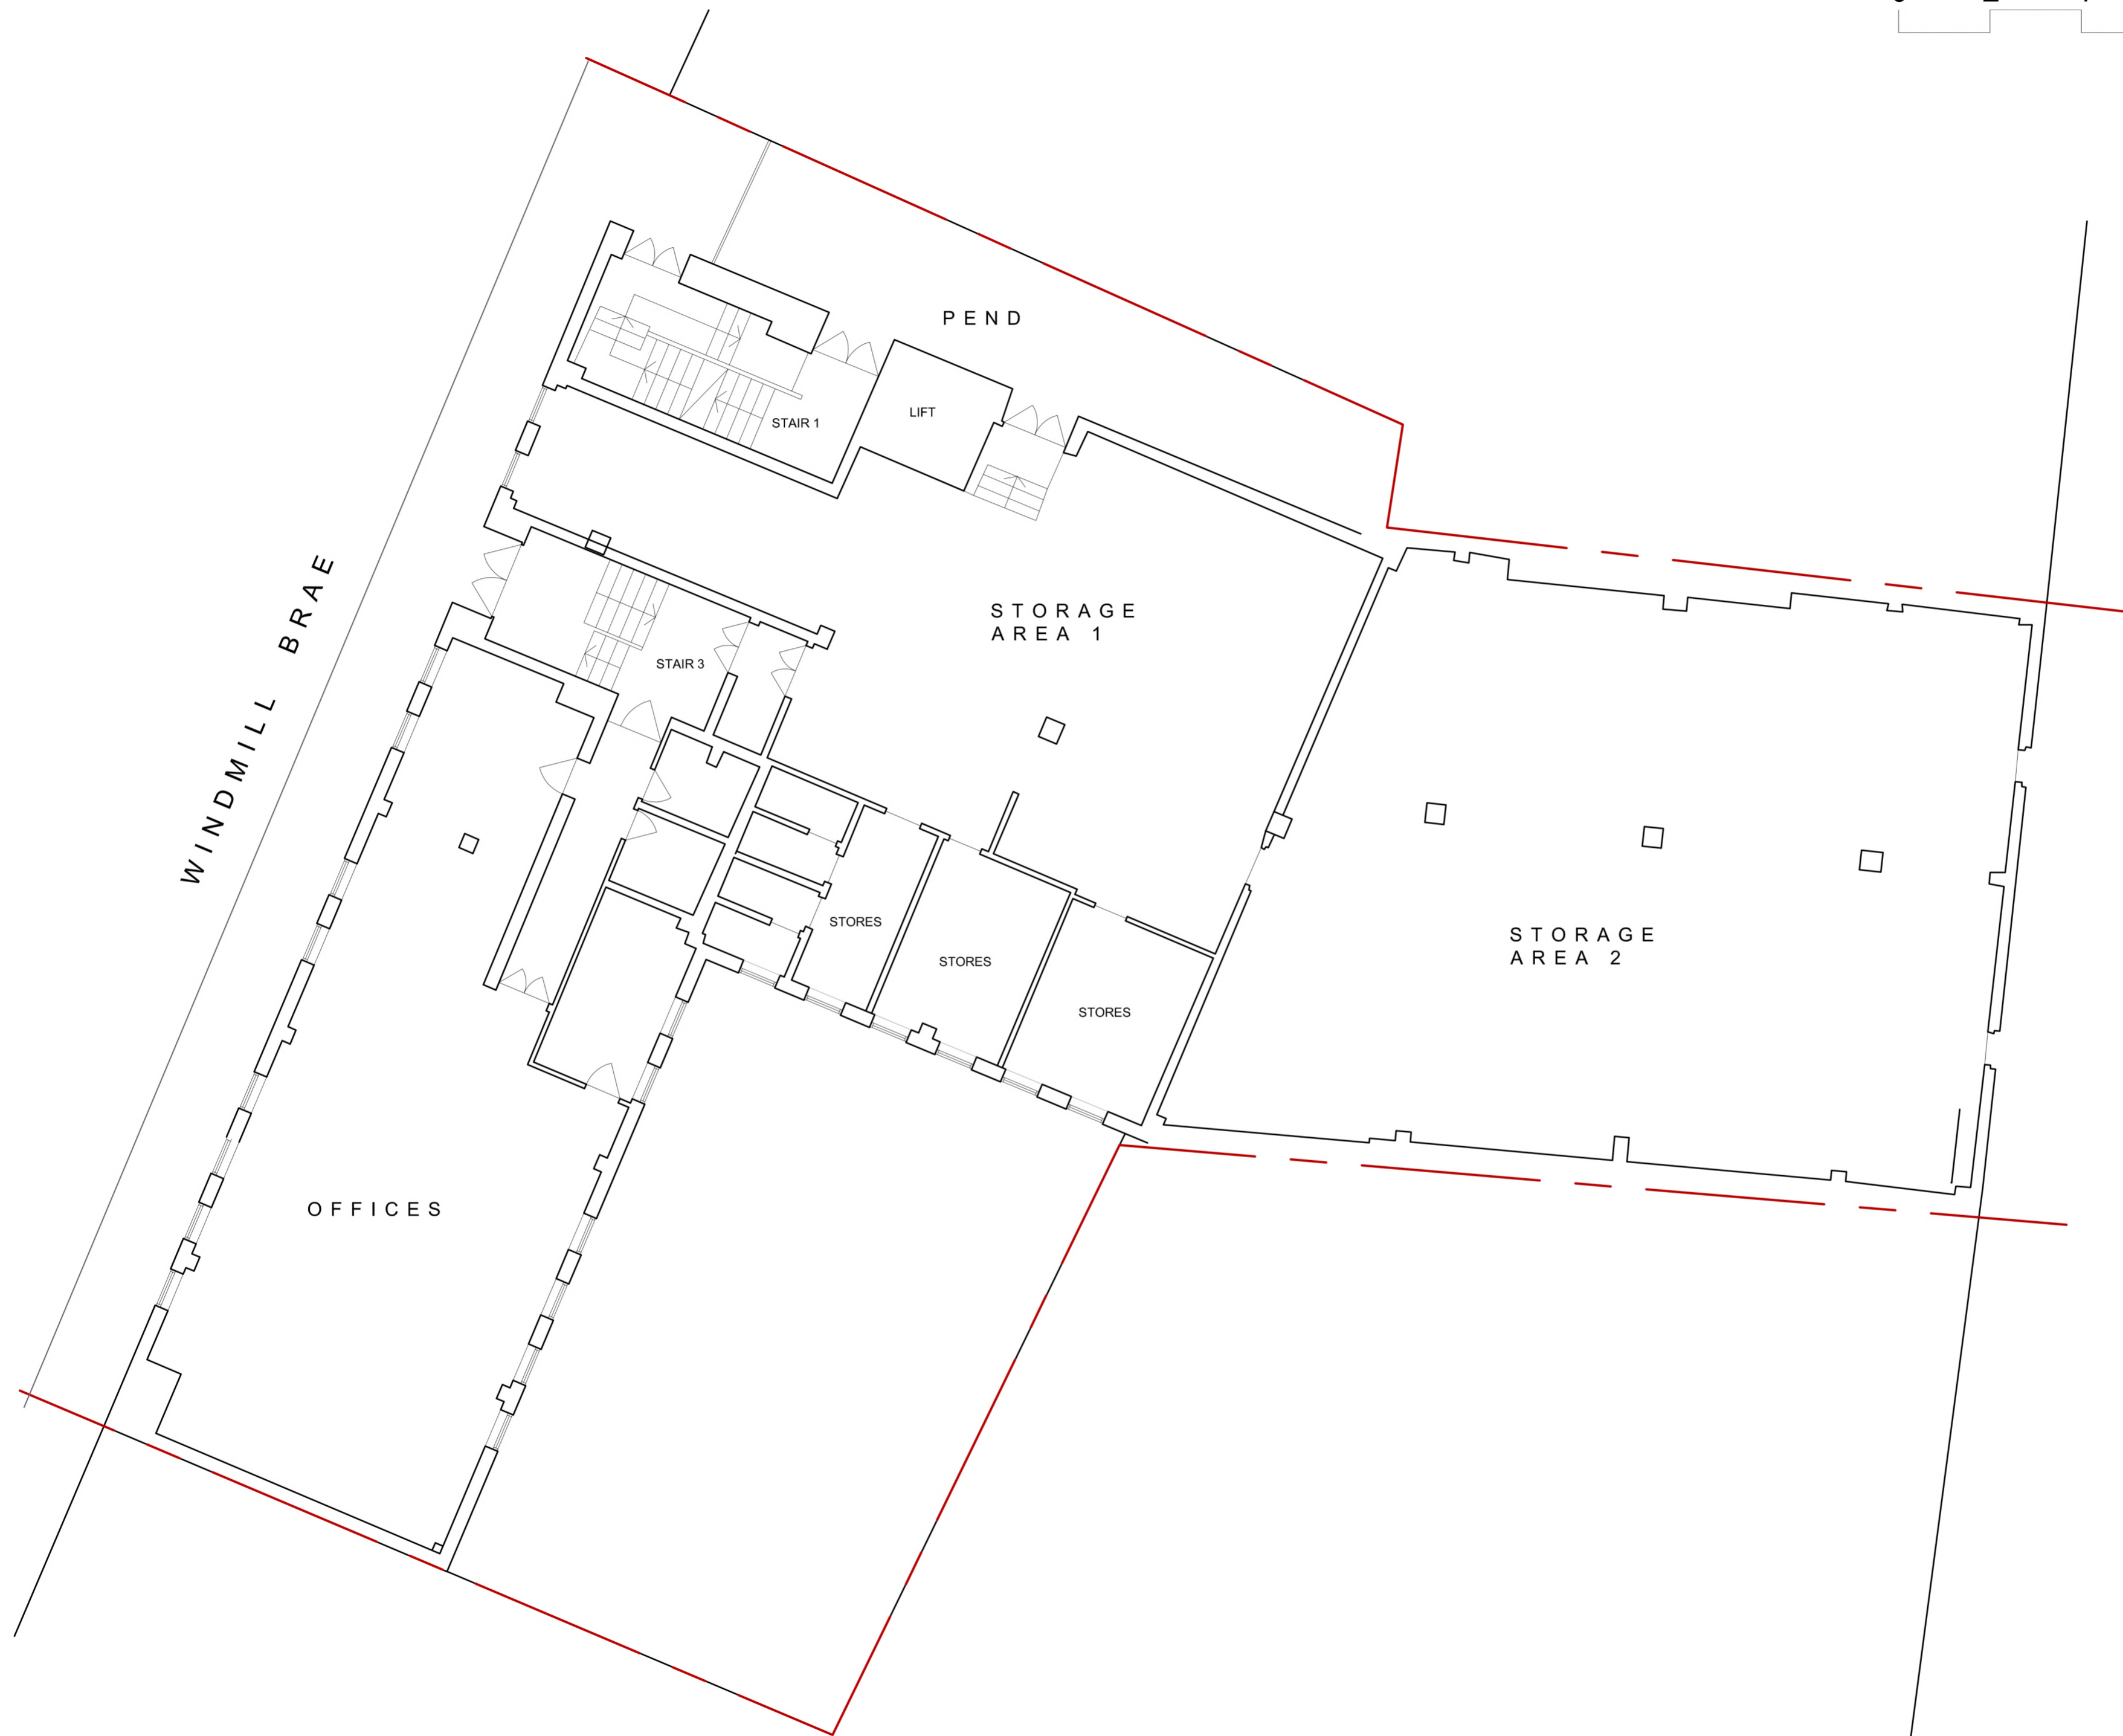 PEND
LIFT
STAIR 1
WINDMILL BRAE
STORAGE
AREA 1
STAIR 3
STORES
STORES
STORES
STORAGE
AREA 2
OFFICES